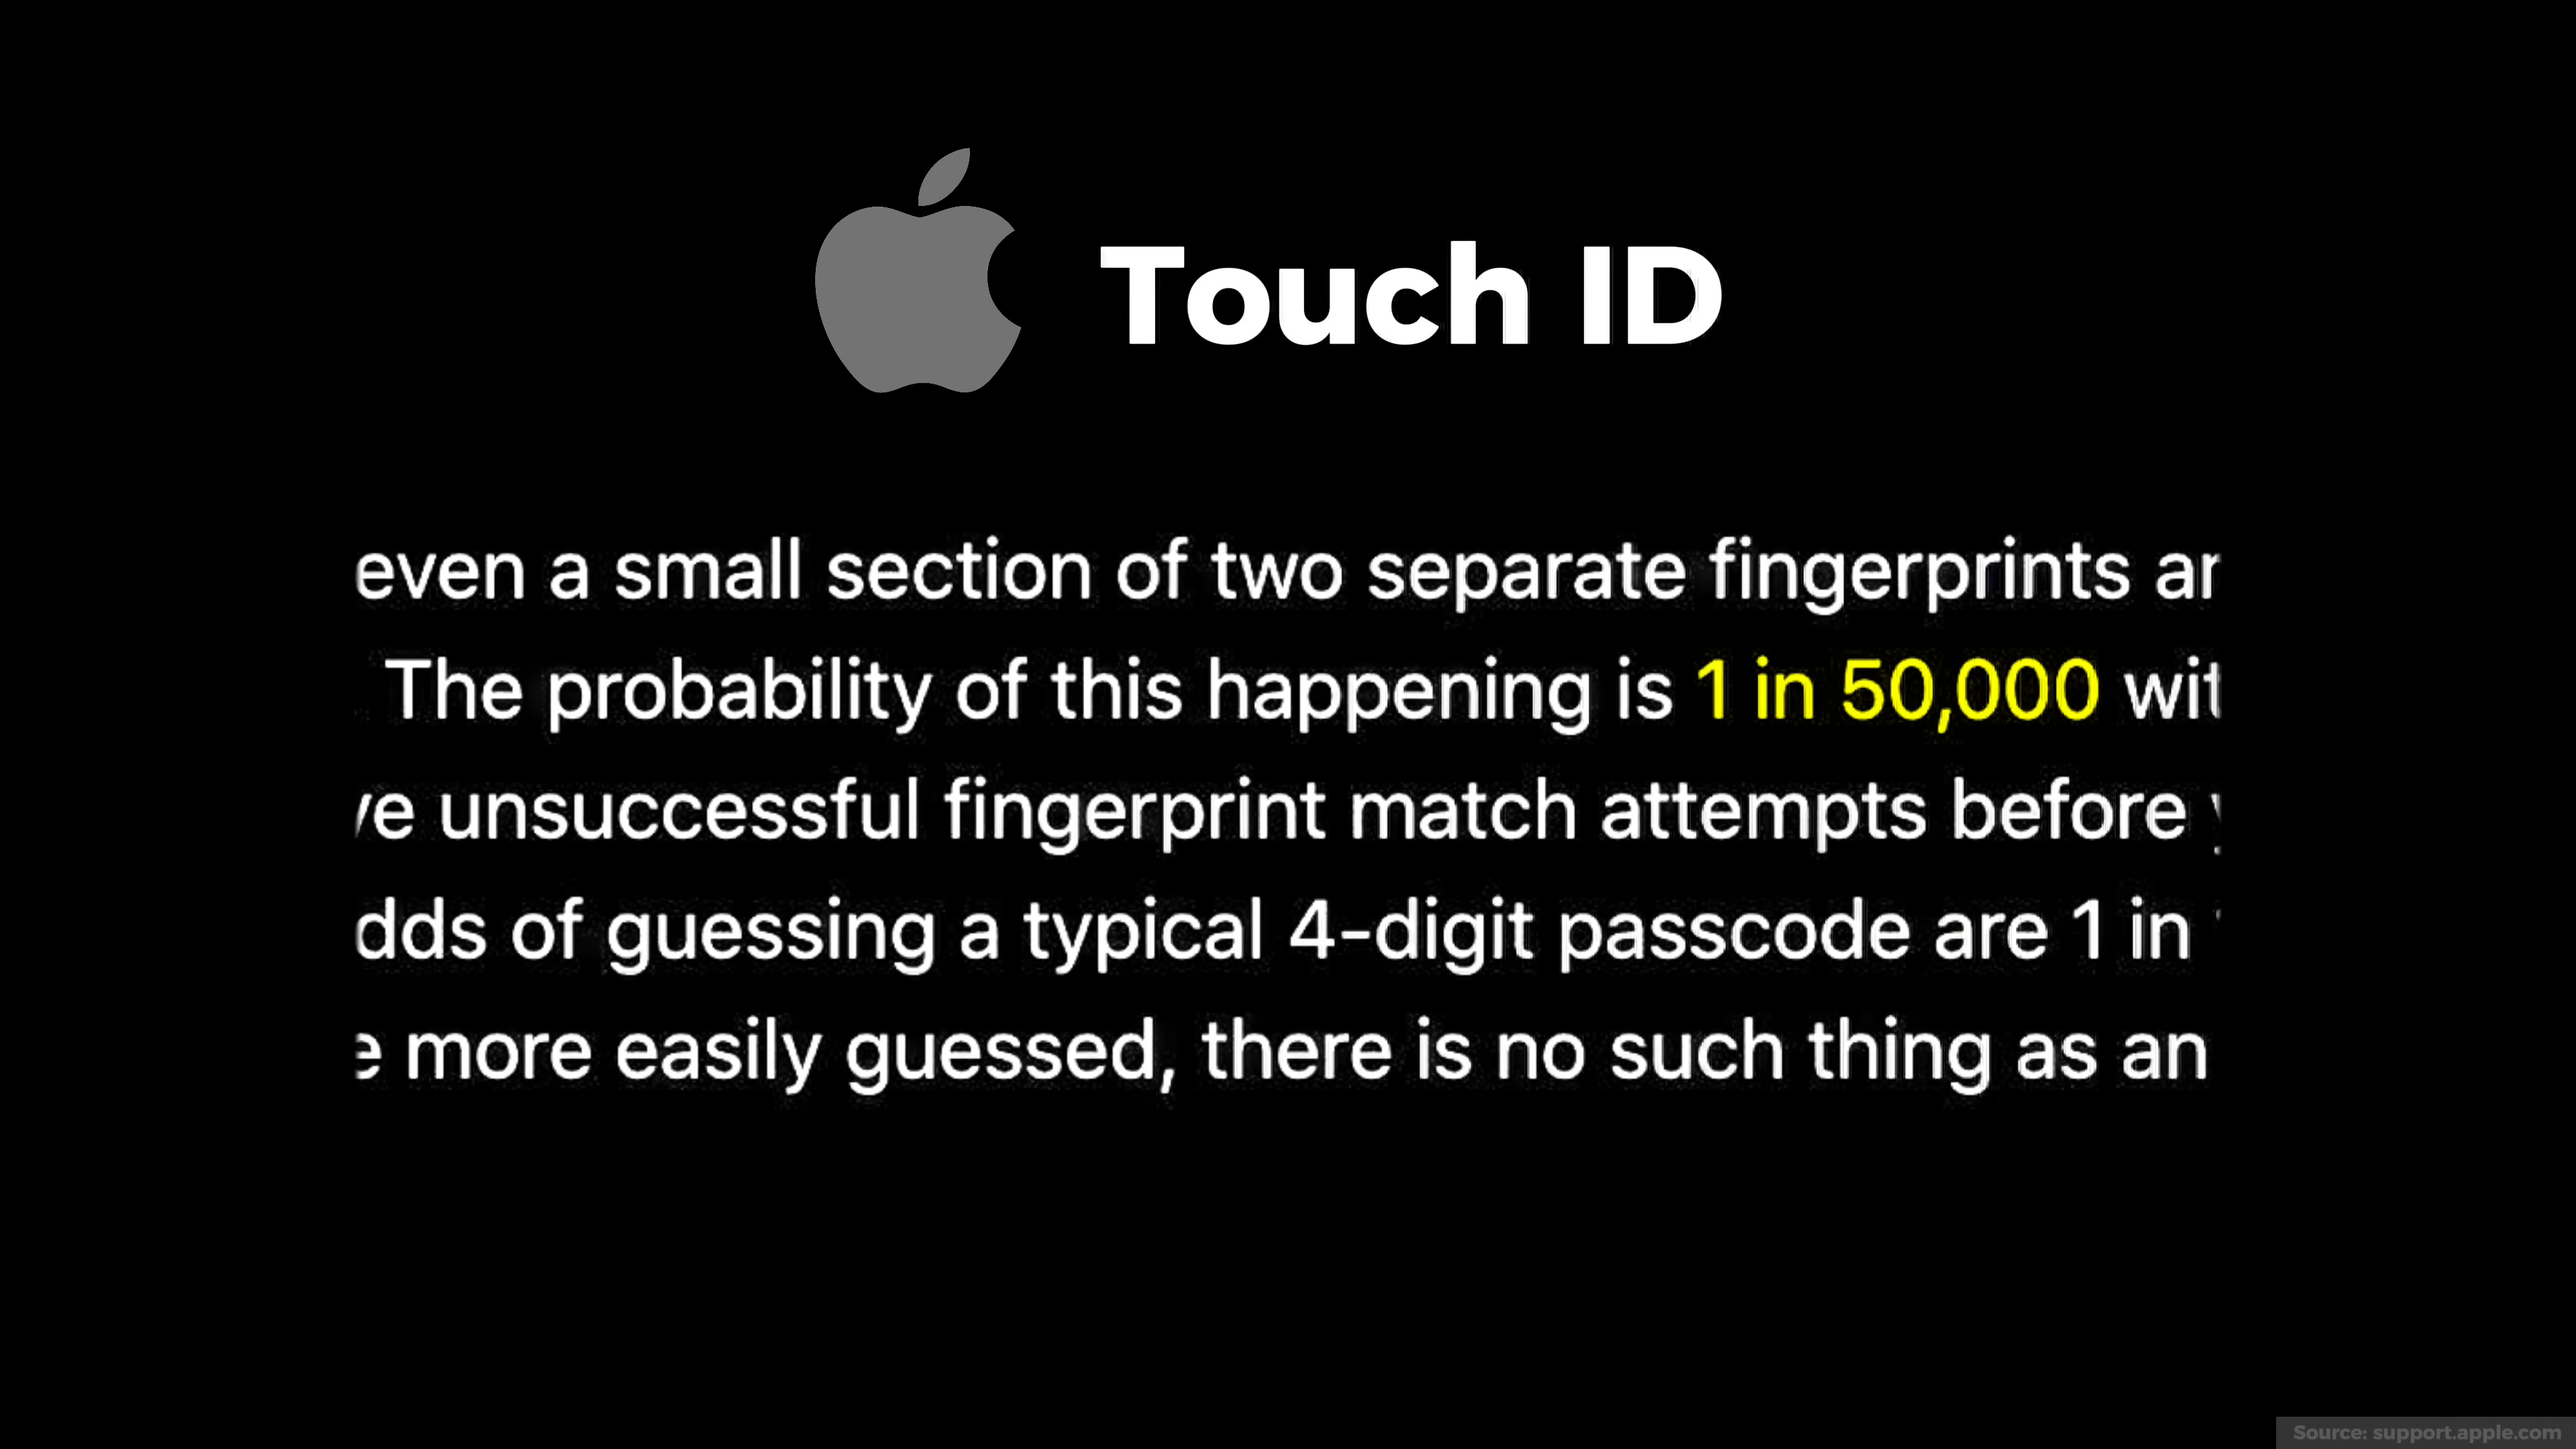 Touch ID
even a small section of two separate fingerprints ar
The probability of this happening is 1 in 50,000 wit
ve unsuccessful fingerprint match attempts before y
dds of guessing a typical 4-digit passcode are 1 in
e more easily guessed, there is no such thing as an
Source: support.apple.com